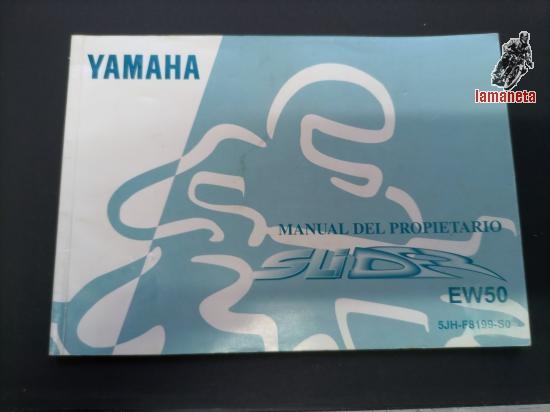 YAMAHA
lamaneta
MANUAL DEL PROPIETARIO
SLIDER
EW50
5JH-F8199-S0